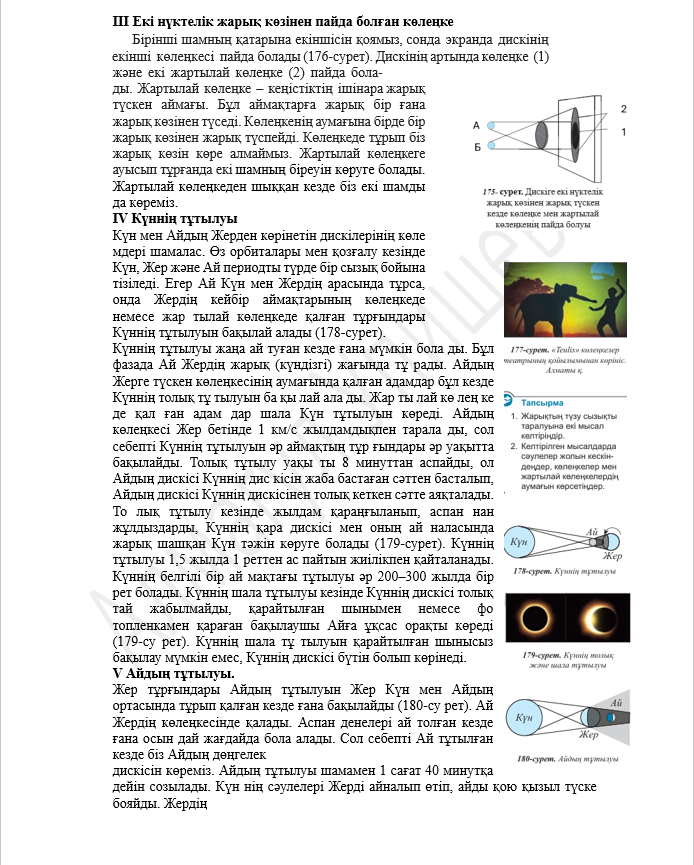 III Екі нүктелік жарық көзінен пайда болған көлеңке
Бірінші шамның қатарына екіншісін қоямыз, сонда экранда дискінің
екінші көлеңкесі пайда болады (176-сурет). Дискінің артында көлеңке (1)
және екі жартылай көлеңке (2) пайда бола-
ды. Жартылай көлеңке – кеңістіктің ішінара жарық
түскен аймағы. Бұл аймақтарға жарық бір ғана
жарық көзінен түседі. Көлеңкенің аумағына бірде бір
жарық көзінен жарық түспейді. Көлеңкеде тұрып біз
жарық көзін көре алмаймыз. Жартылай көлеңкеге
ауысып тұрғанда екі шамның біреуін көруге болады.
Жартылай көлеңкеден шыққан кезде біз екі шамды
да көреміз.
А
Б
2
1
175- сурет. Дискіге екі нүктелік
жарық көзінен жарық түскен
кезде көлеңке мен жартылай
көлеңкенің пайда болуы
IV Күннің тұтылуы
Күн мен Айдың Жерден көрінетін дискілерінің көле
мдері шамалас. Өз орбиталары мен қозғалу кезінде
Күн, Жер және Ай периодты түрде бір сызық бойына
тізіледі. Егер Ай Күн мен Жердің арасында тұрса,
онда Жердің кейбір аймақтарының көлеңкеде
немесе жар тылай көлеңкеде қалған тұрғындары
Күннің тұтылуын бақылай алады (178-сурет).
Күннің тұтылуы жаңа ай туған кезде ғана мүмкін бола ды. Бұл
фазада Ай Жердің жарық (күндізгі) жағында тұ рады. Айдың
Жерге түскен көлеңкесінің аумағында қалған адамдар бұл кезде
Күннің толық тұ тылуын ба қы лай ала ды. Жар ты лай кө лең ке
де қал ған адам дар шала Күн тұтылуын көреді. Айдың
көлеңкесі Жер бетінде 1 км/с жылдамдықпен тарала ды, сол
себепті Күннің тұтылуын әр аймақтың тұр ғындары әр уақытта
бақылайды. Толық тұтылу уақы ты 8 минуттан аспайды, ол
Айдың дискісі Күннің дис кісін жаба бастаған сәттен басталып,
Айдың дискісі Күннің дискісінен толық кеткен сәтте аяқталады.
То лық тұтылу кезінде жылдам қараңғыланып, аспан нан
жұлдыздарды, Күннің қара дискісі мен оның ай наласында
жарық шашқан Күн тәжін көруге болады (179-сурет). Күннің
тұтылуы 1,5 жылда 1 реттен ас пайтын жиілікпен қайталанады.
Күннің белгілі бір ай мақтағы тұтылуы әр 200–300 жылда бір
рет болады. Күннің шала тұтылуы кезінде Күннің дискісі толық
тай жабылмайды, қарайтылған шынымен немесе фо
топленкамен қараған бақылаушы Айға ұқсас орақты көреді
(179-су рет). Күннің шала тұ тылуын қарайтылған шынысыз
бақылау мүмкін емес, Күннің дискісі бүтін болып көрінеді.
177-сурет. «Teulis» көлеңкелер
театрының қойылымынан көрініс.
Алматы қ.
Тапсырма
1. Жарықтың түзу сызықты
таралуына екі мысал
келтіріңдір.
2. Келтірілген мысалдарда
сәулелер жолын кескін-
деңдер, көлеңкелер мен
жартылай көлеңкелердің
аумағын көрсетіңдер.
Күн
Ай
Жер
178-сурет. Күннің тұтылуы
179-сурет. Күннің толық
және шала тұтылуы
V Айдың тұтылуы.
Жер тұрғындары Айдың тұтылуын Жер Күн мен Айдың
ортасында тұрып қалған кезде ғана бақылайды (180-су рет). Ай
Жердің көлеңкесінде қалады. Аспан денелері ай толған кезде
ғана осын дай жағдайда бола алады. Сол себепті Ай тұтылған
кезде біз Айдың дөңгелек
дискісін көреміз. Айдың тұтылуы шамамен 1 сағат 40 минутқа
дейін созылады. Күн нің сәулелері Жерді айналып өтіп, айды қою қызыл түске
бояйды. Жердің
Күн
Ай
Жер
180-сурет. Айдың тұтылуы